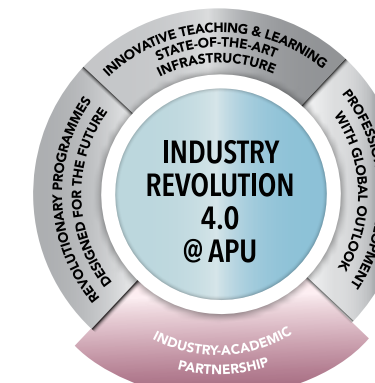 INNOVATIVE TEACHING & LEARNING
STATE-OF-THE-ART
INFRASTRUCTURE
REVOLUTIONARY PROGRAMMES
DESIGNED FOR THE FUTURE
INDUSTRY
REVOLUTION
4.0
@ APU
WITH GLOBAL OUTLOOK
INDUSTRY-ACADEMIC
PARTNERSHIP